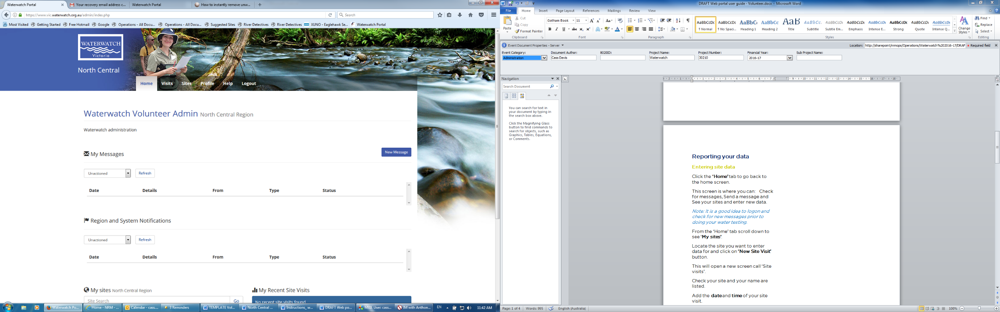 Waterwatch Portal
Your recovery email address c...
Waterwatch Portal
How to instantly remove unw...
https://www.vic.waterwatch.org.au/admin/index.php
Search
Most Visited Getting Started Free Hotmail Google Operations - All Docu... Operations - All Docu... Suggested Sites River Detectives River Detectives XUNO - Eaglehawk Se... Waterwatch Portal
WATERWATCH
Victoria
North Central
Home Visits Sites Profile Help Logout
Waterwatch Volunteer Admin North Central Region
Waterwatch administration
My Messages
New Message
Unactioned Refresh
Date Details From Type Status
Region and System Notifications
Unactioned Refresh
Date Details From Type Status
My sites North Central Region
My Recent Site Visits
Site Search Go
No recent site visits found
Waterwatch Po... Home - NRM - ... Calendar - cass.... 3 Reminders TEMPLATE Vol... North Central ... Instructions_ w... DRAFT Web po... MXIE User: cass... IM with Anthon...
EN 11:42 AM
DRAFT Web portal user guide - Volunteer.docx - Microsoft Word
File Home Insert Page Layout References Mailings Review View
Paste
Cut
Copy
Format Painter
Clipboard
Gotham Book 11
Font
Paragraph
AaBbCcDc AaBbCcDc AaBbC AaBbCc AaB AaBbCc. AaBbCcDc AaBbCcDc AaBbCcDc AaBbCcDc AaBbCcDc AaBbCcDc
¶ Normal ¶ No Spaci... Heading 1 Heading 2 Title Subtitle Subtle Em... Emphasis Intense E... Strong Quote Intense Q...
Styles
Change Styles
Find
Replace
Select
Editing
Event Document Properties - Server
Location: http://sharepoint/nrmops/Operations/Waterwatch%202016-17/DRAF
* Required field
Event Category: Document Author: 8020ID: Project Name: Project Number: Financial Year: Sub Project Name:
Administration Cass Davis Waterwatch 30210 2016-17
Navigation
Search Document
You can search for text in
your document by typing in
the search box above.
Click the Magnifying Glass
button to find commands to
search for objects, such as
Graphics, Tables, Equations,
or Comments.
Reporting your data
Entering site data
Click the ‘Home’ tab to go back to
the home screen.
This screen is where you can: Check
for messages, Send a message and
See your sites and enter new data.
Note: It is a good idea to logon and
check for new messages prior to
doing your water testing.
From the ‘Home’ tab scroll down to
see ‘My sites’.
Locate the site you want to enter
data for and click on ‘New Site Visit’
button.
This will open a new screen call ‘Site
visits’.
Check your site and your name are
listed.
Add the date and time of your site
visit.
Page: 1 of 4 Words: 995 English (Australia) 100%